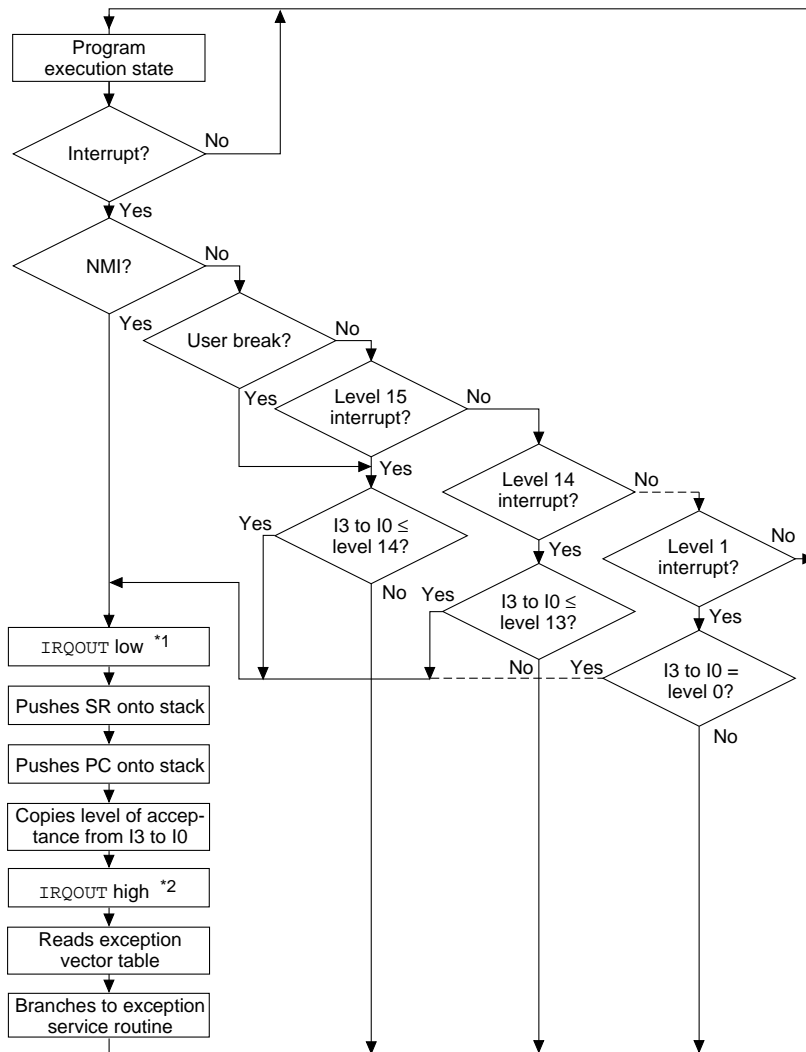 Program
execution state
No
Interrupt?
Yes
NMI?
No
Yes
User break?
No
Yes
Level 15
interrupt?
No
Yes
Level 14
interrupt?
No
Yes
I3 to I0 ≤
level 14?
Yes
No
Level 1
interrupt?
No
Yes
I3 to I0 ≤
level 13?
Yes
No
Yes
I3 to I0 =
level 0?
No
IRQOUT low *1
Pushes SR onto stack
Pushes PC onto stack
Copies level of accep-
tance from I3 to I0
IRQOUT high *2
Reads exception
vector table
Branches to exception
service routine